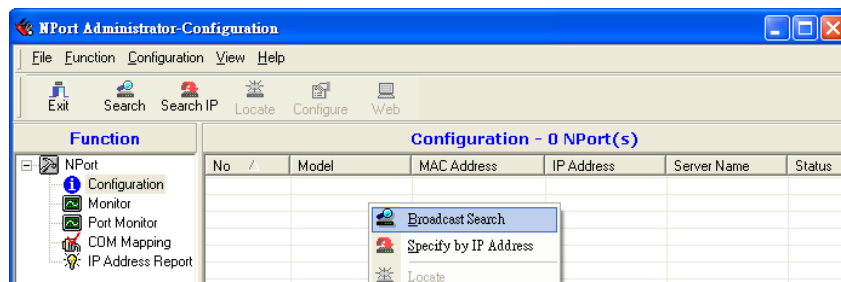 NPort Administrator-Configuration
File Function Configuration View Help
Exit Search Search IP Locate Configure Web
Function
Configuration - 0 NPort(s)
NPort
Configuration
Monitor
Port Monitor
COM Mapping
IP Address Report
No Model MAC Address IP Address Server Name Status
Broadcast Search
Specify by IP Address
Locate